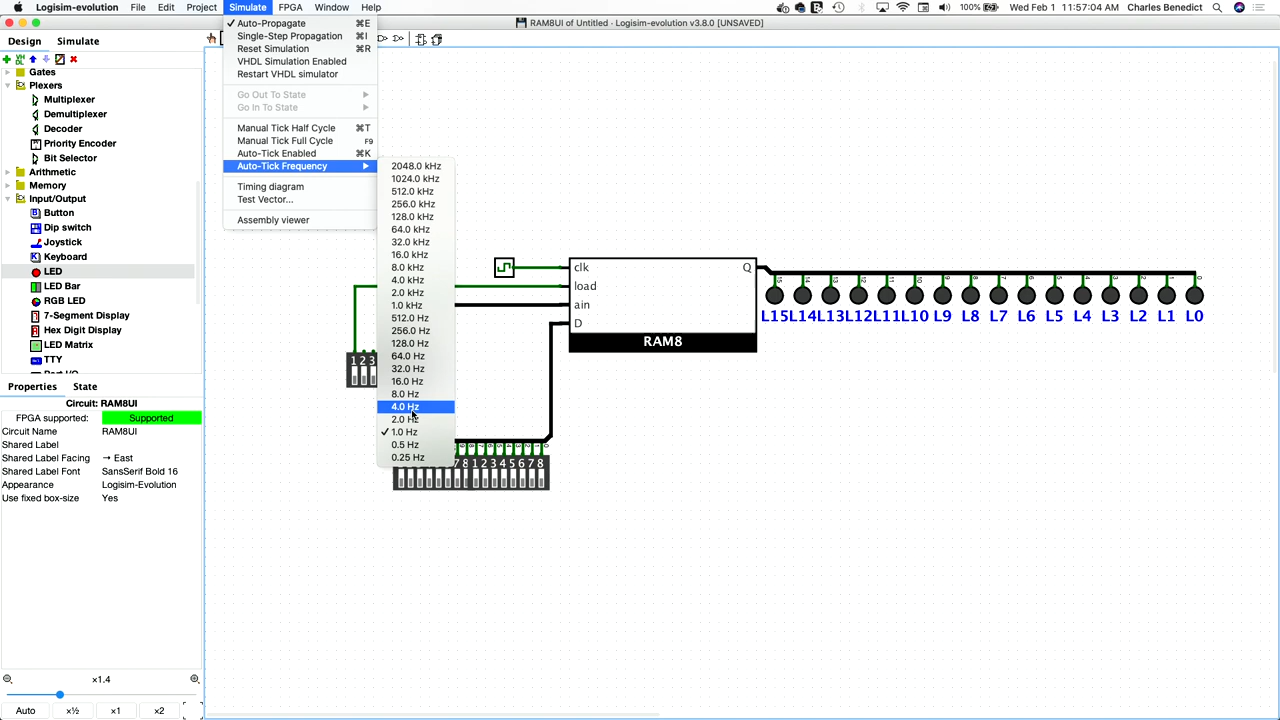 Logisim-evolution File Edit Project Simulate FPGA Window Help 100% Wed Feb 1 11:57:04 AM Charles Benedict
RAM8UI of Untitled · Logisim-evolution v3.8.0 [UNSAVED]
Design Simulate
Gates
Plexers
Multiplexer
Demultiplexer
Decoder
Priority Encoder
Bit Selector
Arithmetic
Memory
Input/Output
Button
Dip switch
Joystick
Keyboard
LED
LED Bar
RGB LED
7-Segment Display
Hex Digit Display
LED Matrix
TTY
Properties State
Circuit: RAM8UI
FPGA supported: Supported
Circuit Name RAM8UI
Shared Label
Shared Label Facing → East
Shared Label Font SansSerif Bold 16
Appearance Logisim-Evolution
Use fixed box-size Yes
x1.4
Auto x½ x1 x2
✓ Auto-Propagate ⌘E
Single-Step Propagation ⌘I
Reset Simulation ⌘R
VHDL Simulation Enabled
Restart VHDL simulator
Go Out To State
Go In To State
Manual Tick Half Cycle ⌘T
Manual Tick Full Cycle F9
Auto-Tick Enabled ⌘K
Auto-Tick Frequency
Timing diagram
Test Vector...
Assembly viewer
2048.0 kHz
1024.0 kHz
512.0 kHz
256.0 kHz
128.0 kHz
64.0 kHz
32.0 kHz
16.0 kHz
8.0 kHz
4.0 kHz
2.0 kHz
1.0 kHz
512.0 Hz
256.0 Hz
128.0 Hz
64.0 Hz
32.0 Hz
16.0 Hz
8.0 Hz
4.0 Hz
2.0 Hz
✓ 1.0 Hz
0.5 Hz
0.25 Hz
clk Q
load
ain
D
RAM8
L15 L14 L13 L12 L11 L10 L9 L8 L7 L6 L5 L4 L3 L2 L1 L0
1 2 3
7 8 1 2 3 4 5 6 7 8